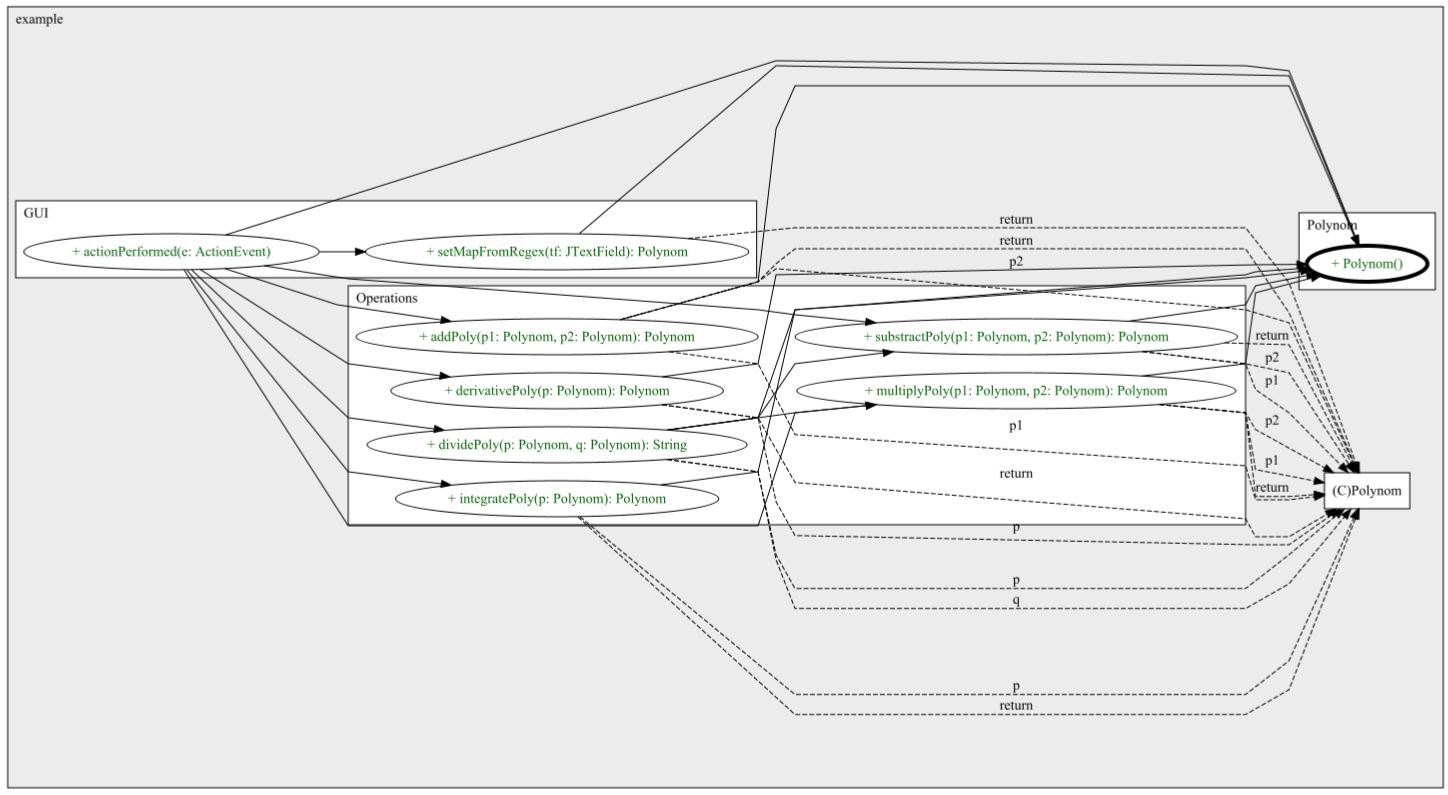 example
GUI
+ actionPerformed(e: ActionEvent)
+ setMapFromRegex(tf: JTextField): Polynom
return
return
p2
Polynom
+ Polynom()
Operations
+ addPoly(p1: Polynom, p2: Polynom): Polynom
+ substractPoly(p1: Polynom, p2: Polynom): Polynom
return
p2
p1
+ derivativePoly(p: Polynom): Polynom
+ multiplyPoly(p1: Polynom, p2: Polynom): Polynom
p1
p2
+ dividePoly(p: Polynom, q: Polynom): String
p1
return
return
(C)Polynom
+ integratePoly(p: Polynom): Polynom
p
p
q
p
return